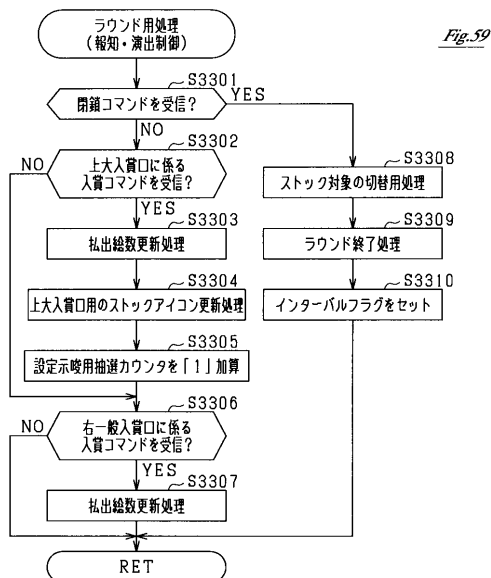 Fig.59
ラウンド用処理
(報知・演出制御)
S3301
閉鎖コマンドを受信?
YES
NO
S3302
上大入賞口に係る
入賞コマンドを受信?
NO
YES
S3303
払出総数更新処理
S3304
上大入賞口用のストックアイコン更新処理
S3305
設定示唆用抽選カウンタを「1」加算
S3306
右一般入賞口に係る
入賞コマンドを受信?
NO
YES
S3307
払出総数更新処理
S3308
ストック対象の切替用処理
S3309
ラウンド終了処理
S3310
インターバルフラグをセット
RET